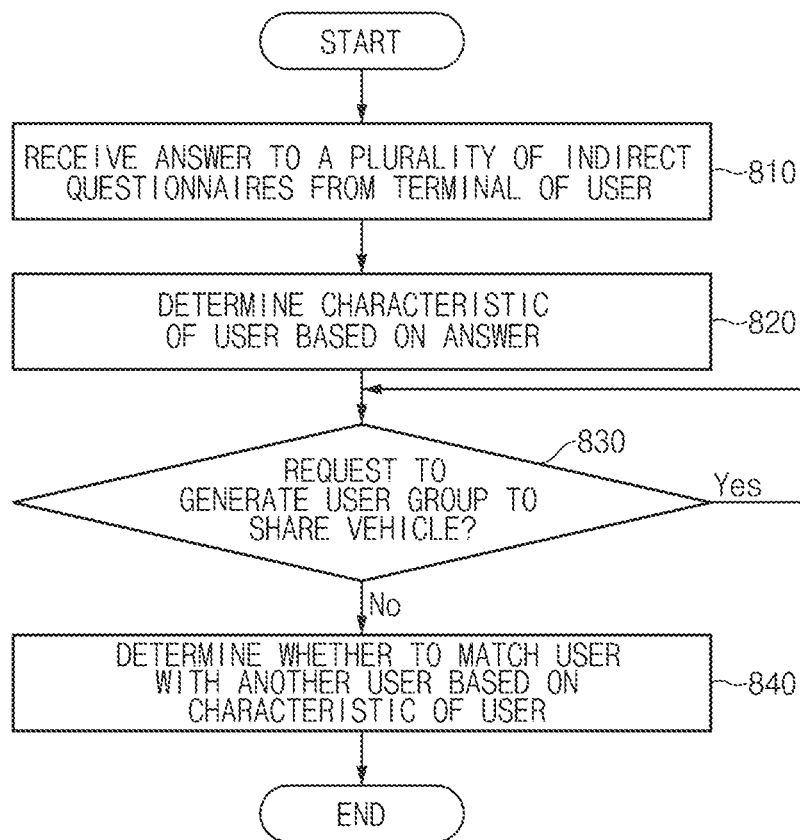 START
RECEIVE ANSWER TO A PLURALITY OF INDIRECT
QUESTIONNAIRES FROM TERMINAL OF USER
810
DETERMINE CHARACTERISTIC
OF USER BASED ON ANSWER
820
830
REQUEST TO
GENERATE USER GROUP TO
SHARE VEHICLE?
Yes
No
DETERMINE WHETHER TO MATCH USER
WITH ANOTHER USER BASED ON
CHARACTERISTIC OF USER
840
END